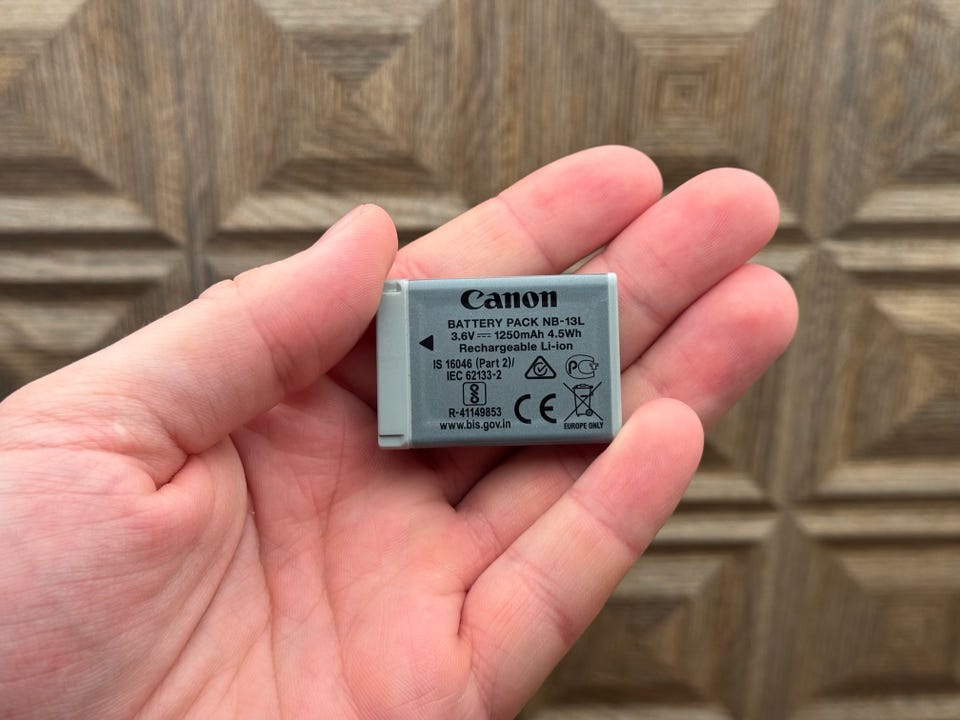 Canon
BATTERY PACK NB-13L
3.6V⎓1250mAh 4.5Wh
Rechargeable Li-ion
IS 16046 (Part 2)/
IEC 62133-2
R-41149853
www.bis.gov.in
CE
EUROPE ONLY